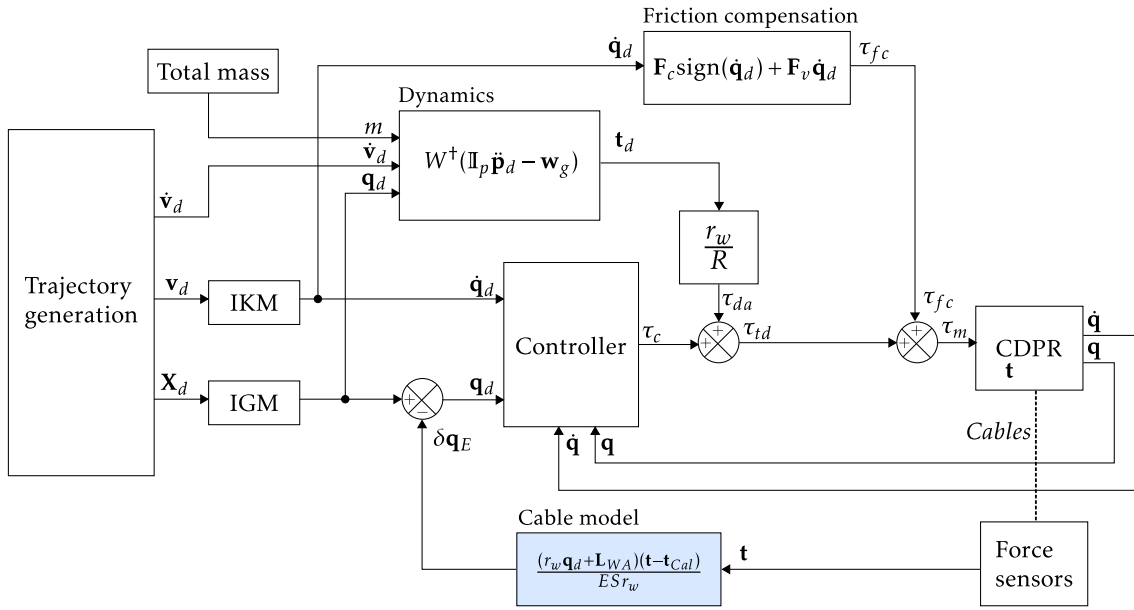 Friction compensation
q̇_d
F_c sign(q̇_d) + F_v q̇_d
τ_fc
Total mass
Dynamics
m
v̇_d
q_d
W†(𝕀_p p̈_d − w_g)
t_d
v̇_d
r_w
R
Trajectory
generation
v_d
IKM
q̇_d
τ_da
τ_fc
Controller
τ_c
+
+
τ_td
+
+
τ_m
CDPR
t
q̇
q
X_d
IGM
+
−
q_d
δq_E
q̇
q
Cables
Cable model
(r_w q_d+L_WA)(t−t_Cal)
ESr_w
t
Force
sensors